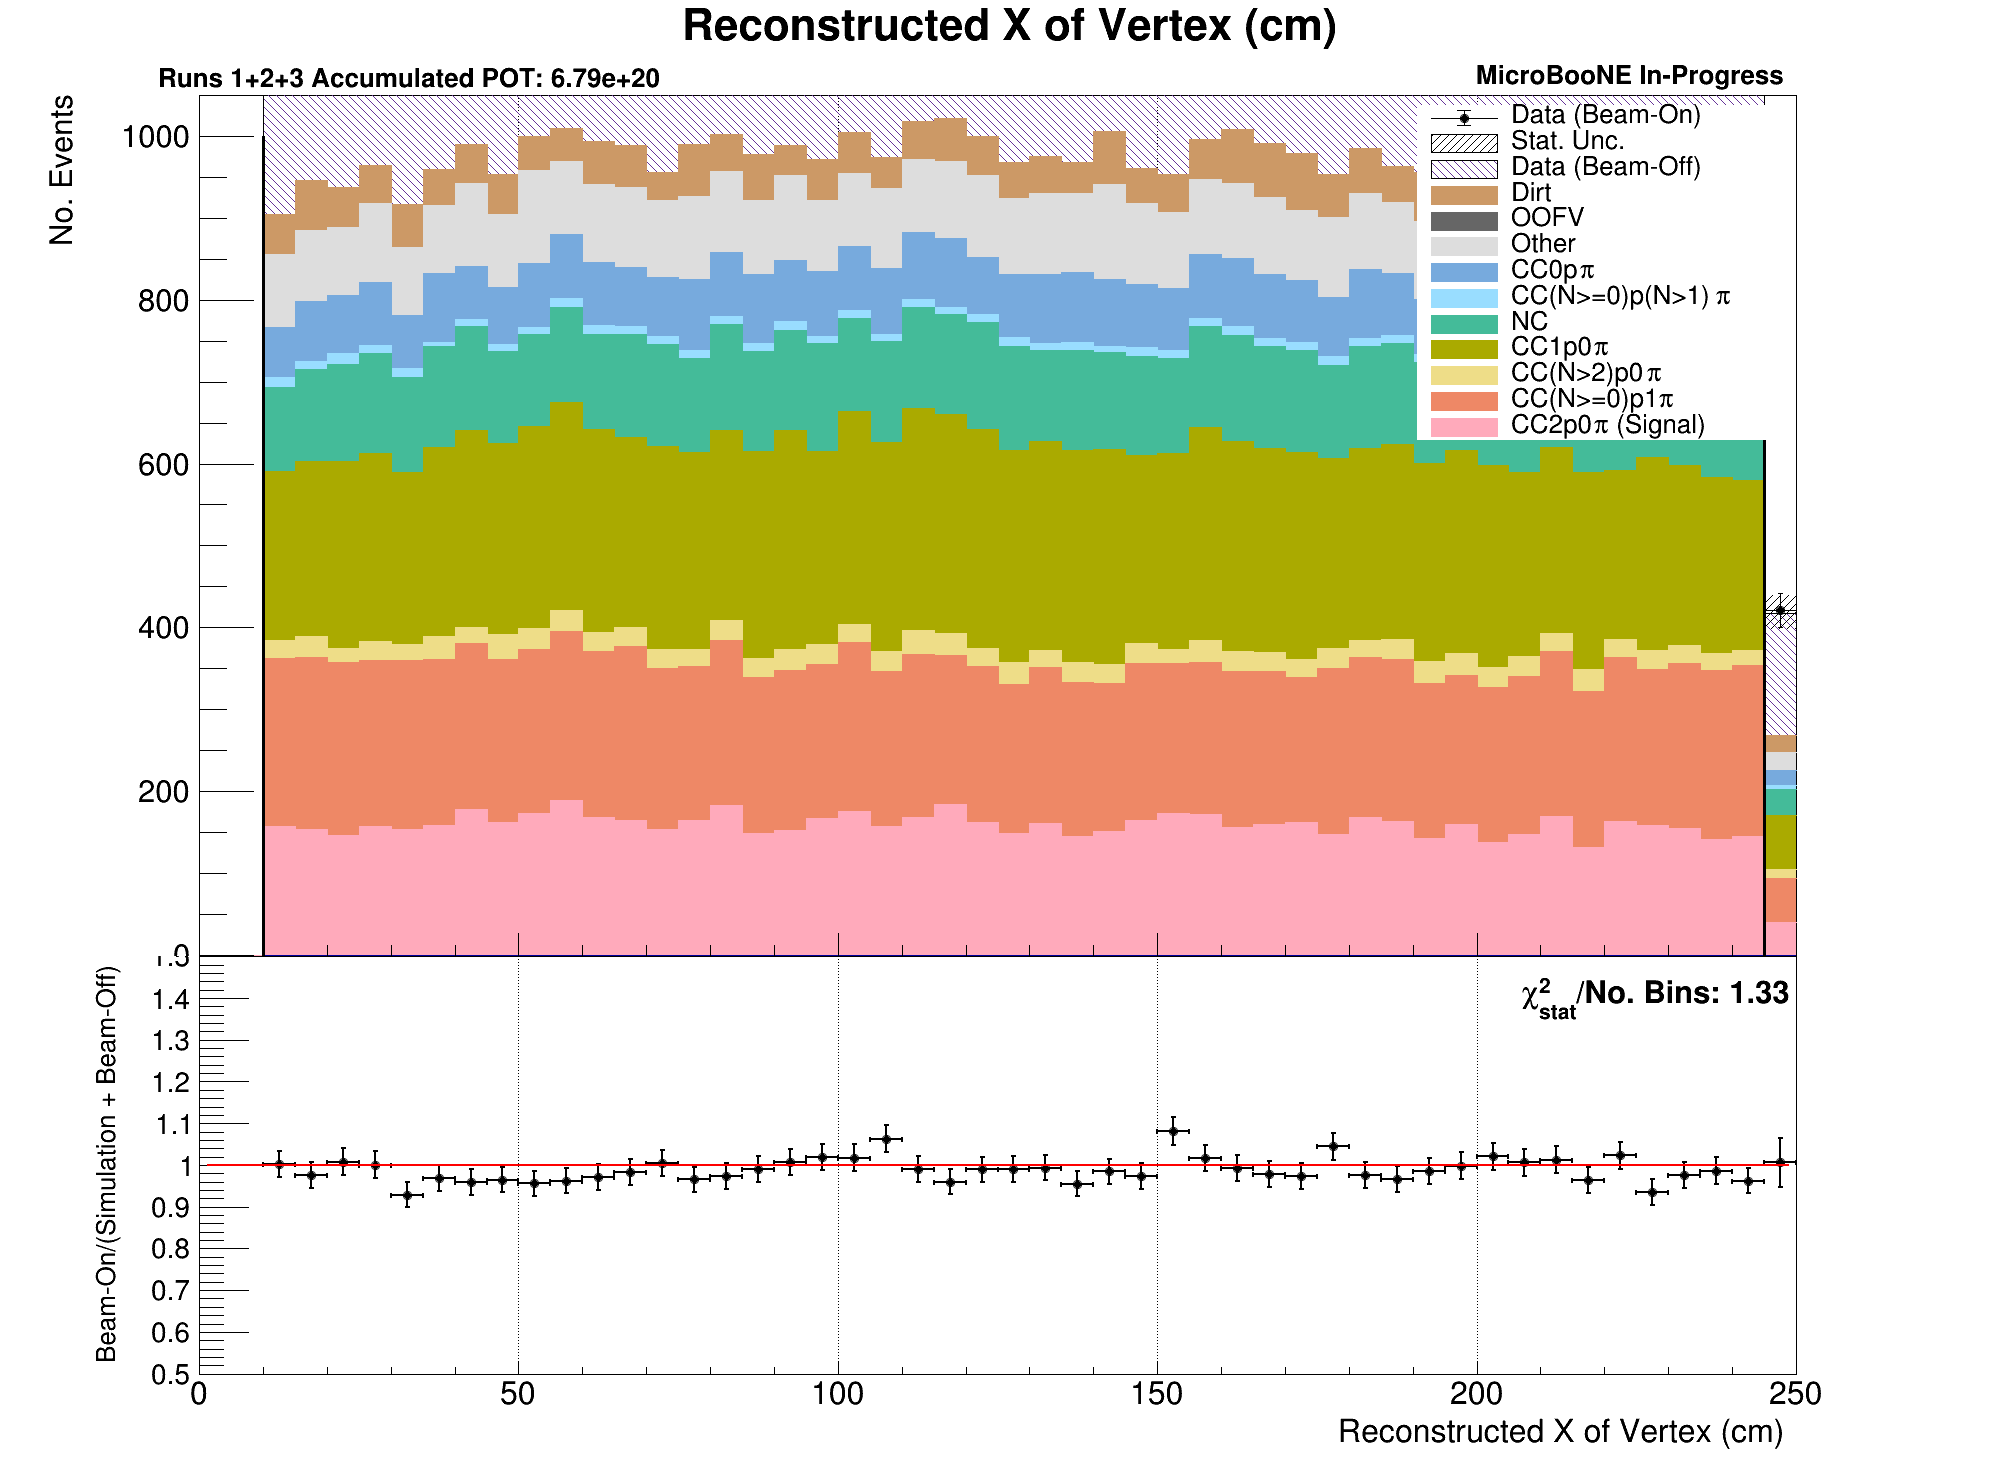 Reconstructed X of Vertex (cm)
Runs 1+2+3 Accumulated POT: 6.79e+20
MicroBooNE In-Progress
No. Events
1000
800
600
400
200
0
Data (Beam-On)
Stat. Unc.
Data (Beam-Off)
Dirt
OOFV
Other
CC0pπ
CC(N>=0)p(N>1) π
NC
CC1p0π
CC(N>2)p0π
CC(N>=0)p1π
CC2p0π (Signal)
Beam-On/(Simulation + Beam-Off)
1.5
1.4
1.3
1.2
1.1
1
0.9
0.8
0.7
0.6
0.5
χ²stat/No. Bins: 1.33
0 50 100 150 200 250
Reconstructed X of Vertex (cm)